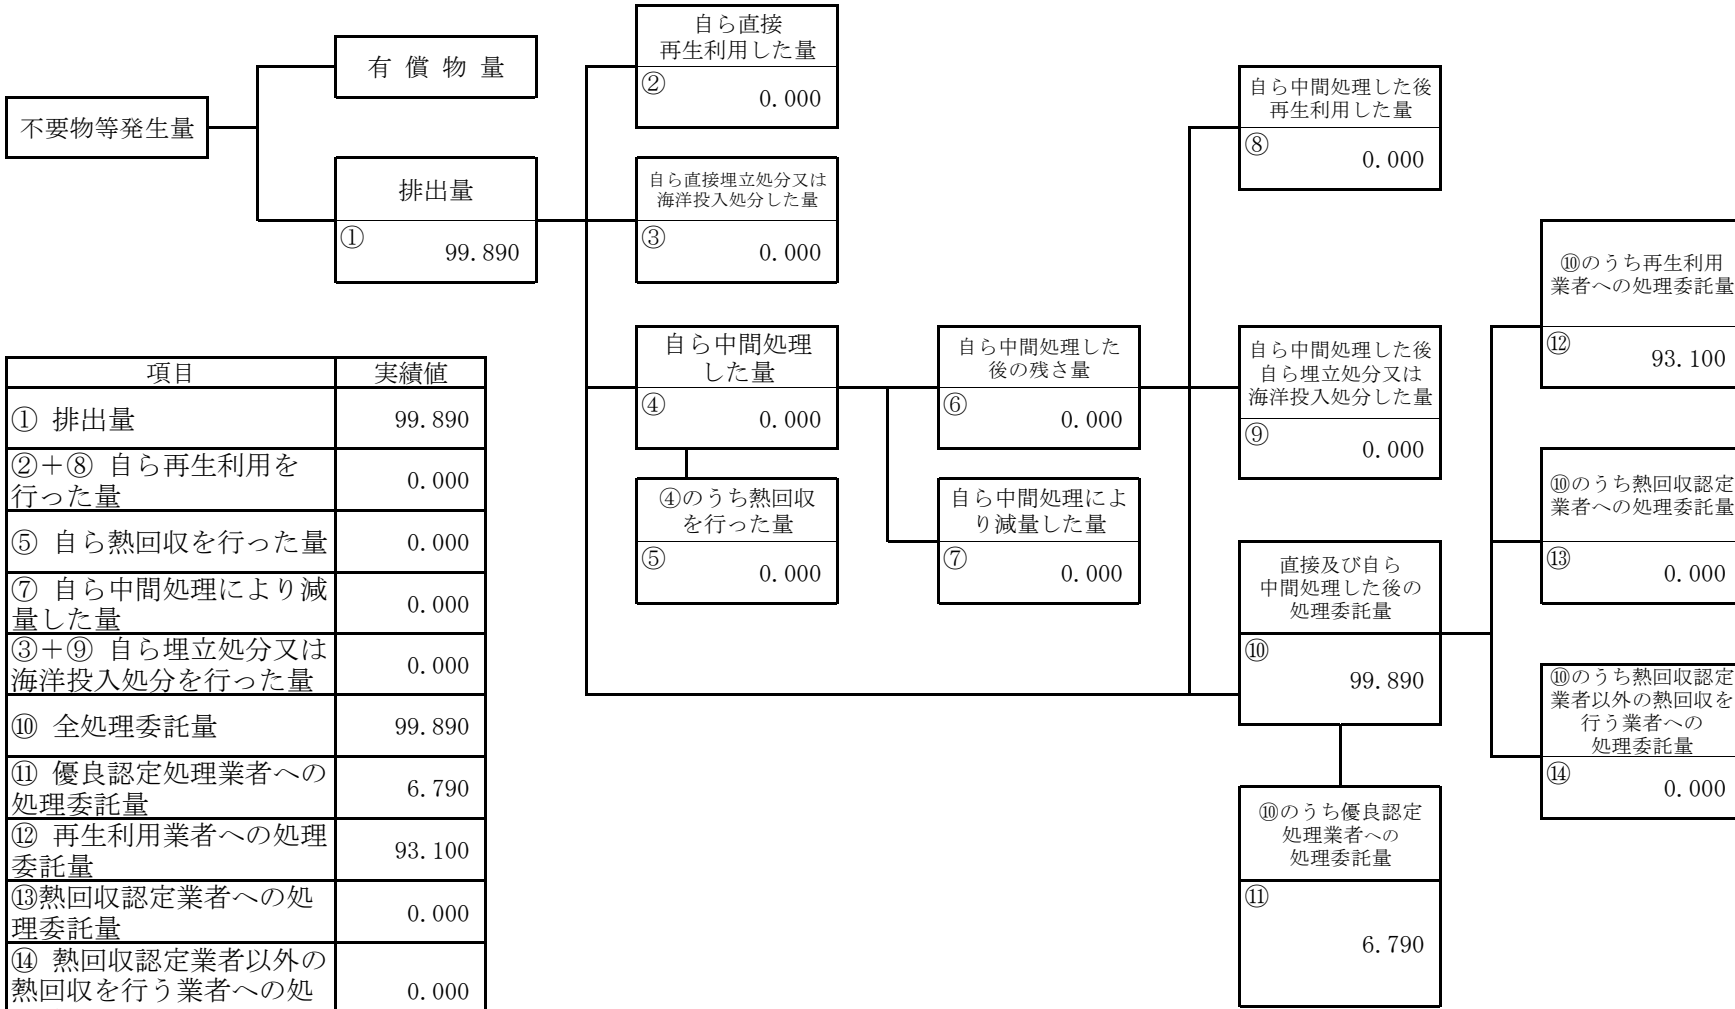 不要物等発生量
有 償 物 量
排出量
①
99.890
自ら直接
再生利用した量
②
0.000
自ら直接埋立処分又は
海洋投入処分した量
③
0.000
自ら中間処理
した量
④
0.000
④のうち熱回収
を行った量
⑤
0.000
自ら中間処理した
後の残さ量
⑥
0.000
自ら中間処理によ
り減量した量
⑦
0.000
自ら中間処理した後
再生利用した量
⑧
0.000
自ら中間処理した後
自ら埋立処分又は
海洋投入処分した量
⑨
0.000
直接及び自ら
中間処理した後の
処理委託量
⑩
99.890
⑩のうち優良認定
処理業者への
処理委託量
⑪
6.790
⑩のうち再生利用
業者への処理委託量
⑫
93.100
⑩のうち熱回収認定
業者への処理委託量
⑬
0.000
⑩のうち熱回収認定
業者以外の熱回収を
行う業者への
処理委託量
⑭
0.000
項目 実績値
① 排出量 99.890
②+⑧ 自ら再生利用を
行った量 0.000
⑤ 自ら熱回収を行った量 0.000
⑦ 自ら中間処理により減
量した量 0.000
③+⑨ 自ら埋立処分又は
海洋投入処分を行った量 0.000
⑩ 全処理委託量 99.890
⑪ 優良認定処理業者への
処理委託量 6.790
⑫ 再生利用業者への処理
委託量 93.100
⑬熱回収認定業者への処
理委託量 0.000
⑭ 熱回収認定業者以外の
熱回収を行う業者への処 0.000